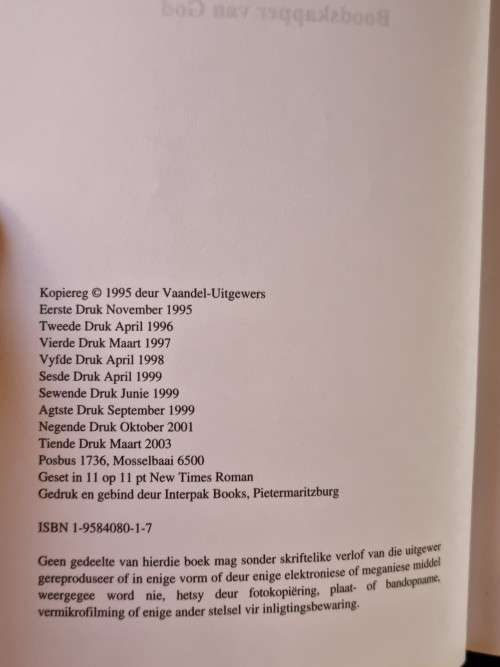 Boodskapper van God
Kopiereg © 1995 deur Vaandel-Uitgewers
Eerste Druk November 1995
Tweede Druk April 1996
Vierde Druk Maart 1997
Vyfde Druk April 1998
Sesde Druk April 1999
Sewende Druk Junie 1999
Agtste Druk September 1999
Negende Druk Oktober 2001
Tiende Druk Maart 2003
Posbus 1736, Mosselbaai 6500
Geset in 11 op 11 pt New Times Roman
Gedruk en gebind deur Interpak Books, Pietermaritzburg
ISBN 1-9584080-1-7
Geen gedeelte van hierdie boek mag sonder skriftelike verlof van die uitgewer
gereproduseer of in enige vorm of deur enige elektroniese of meganiese middel
weergegee word nie, hetsy deur fotokopiëring, plaat- of bandopname,
vermikrofilming of enige ander stelsel vir inligtingsbewaring.